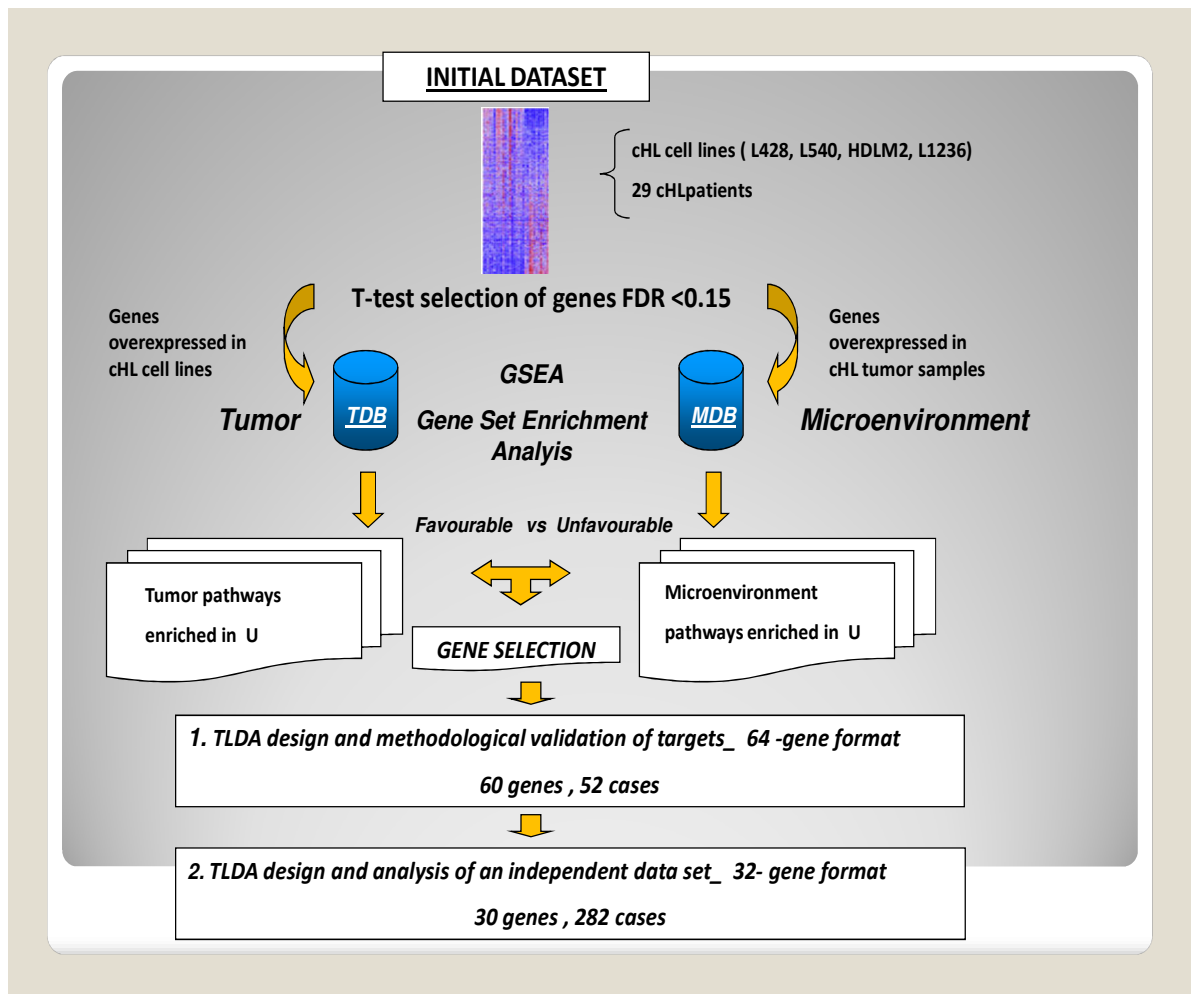 INITIAL DATASET
cHL cell lines ( L428, L540, HDLM2, L1236)
29 cHLpatients
T-test selection of genes FDR <0.15
Genes
overexpressed in
cHL cell lines
Genes
overexpressed in
cHL tumor samples
Tumor
TDB
GSEA
Gene Set Enrichment
Analyis
MDB
Microenvironment
Favourable vs Unfavourable
Tumor pathways
enriched in U
GENE SELECTION
Microenvironment
pathways enriched in U
1. TLDA design and methodological validation of targets_ 64 -gene format
60 genes , 52 cases
2. TLDA design and analysis of an independent data set_ 32- gene format
30 genes , 282 cases